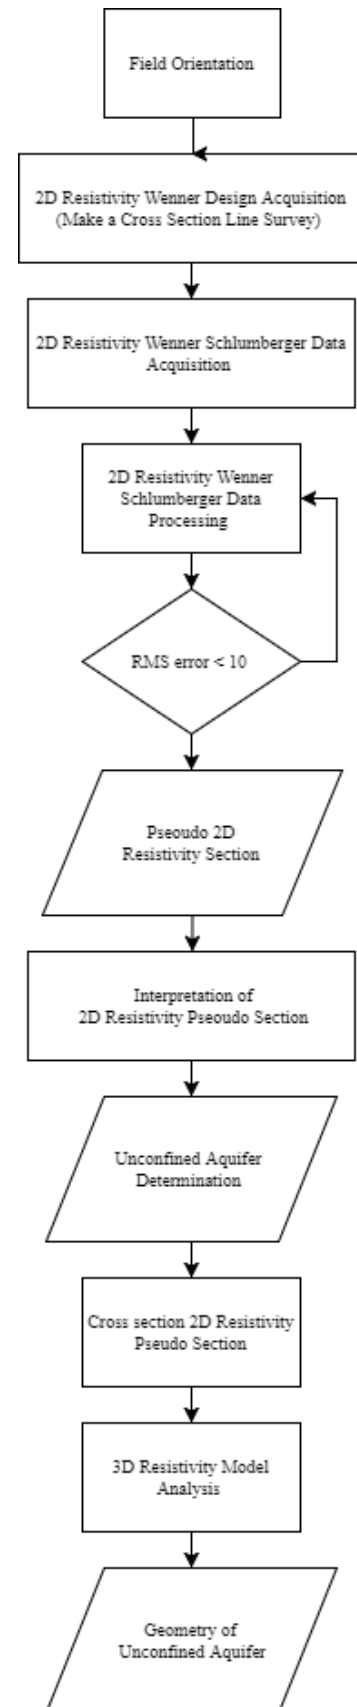 Field Orientation
2D Resistivity Wenner Design Acquisition
(Make a Cross Section Line Survey)
2D Resistivity Wenner Schlumberger Data
Acquisition
2D Resistivity Wenner
Schlumberger Data
Processing
RMS error < 10
Pseoudo 2D
Resistivity Section
Interpretation of
2D Resistivity Pseoudo Section
Unconfined Aquifer
Determination
Cross section 2D Resistivity
Pseudo Section
3D Resistivity Model
Analysis
Geometry of
Unconfined Aquifer